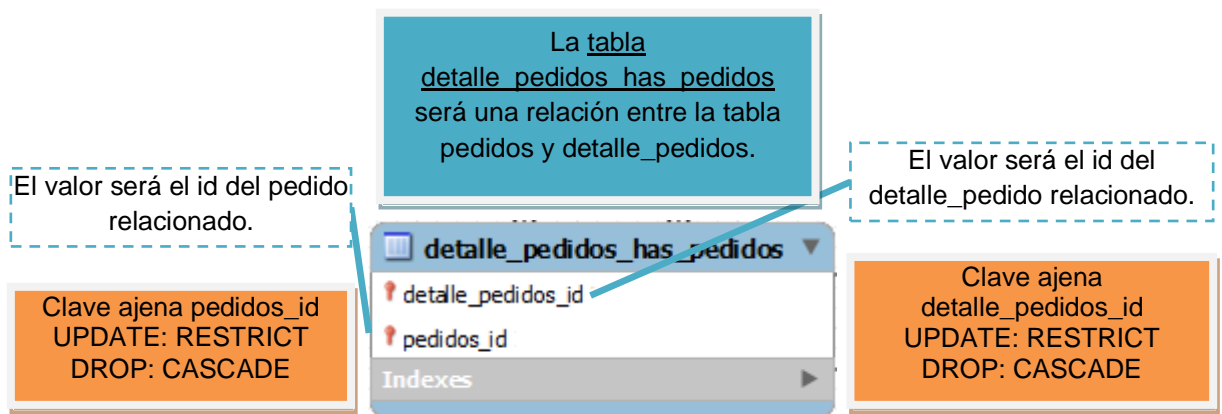 La tabla
detalle_pedidos_has_pedidos
será una relación entre la tabla
pedidos y detalle_pedidos.
El valor será el id del pedido
relacionado.
El valor será el id del
detalle_pedido relacionado.
detalle_pedidos_has_pedidos
detalle_pedidos_id
pedidos_id
Indexes
Clave ajena pedidos_id
UPDATE: RESTRICT
DROP: CASCADE
Clave ajena
detalle_pedidos_id
UPDATE: RESTRICT
DROP: CASCADE